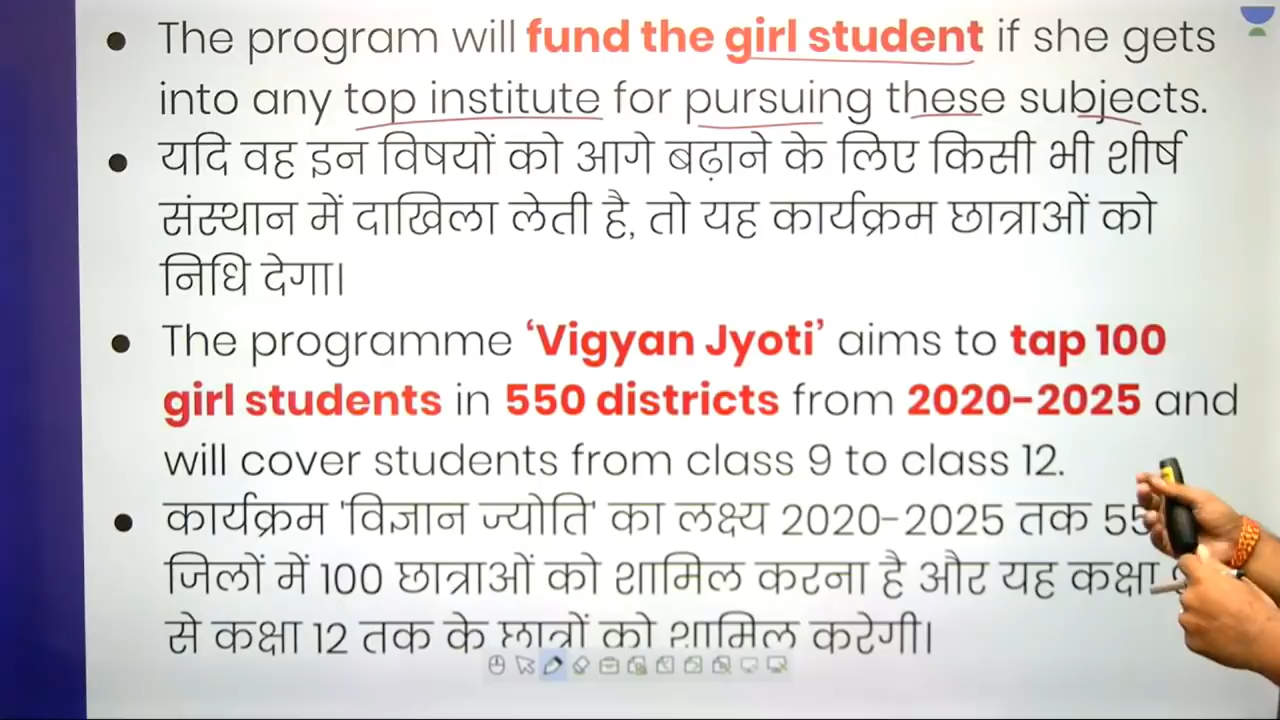 The program will fund the girl student if she gets
into any top institute for pursuing these subjects.
यदि वह इन विषयों को आगे बढ़ाने के लिए किसी भी शीर्ष
संस्थान में दाखिला लेती है, तो यह कार्यक्रम छात्राओं को
निधि देगा।
The programme ‘Vigyan Jyoti’ aims to tap 100
girl students in 550 districts from 2020-2025 and
will cover students from class 9 to class 12.
कार्यक्रम 'विज्ञान ज्योति' का लक्ष्य 2020-2025 तक
जिलों में 100 छात्राओं को शामिल करना है और यह कक्षा
से कक्षा 12 तक के छात्रों को शामिल करेगी।